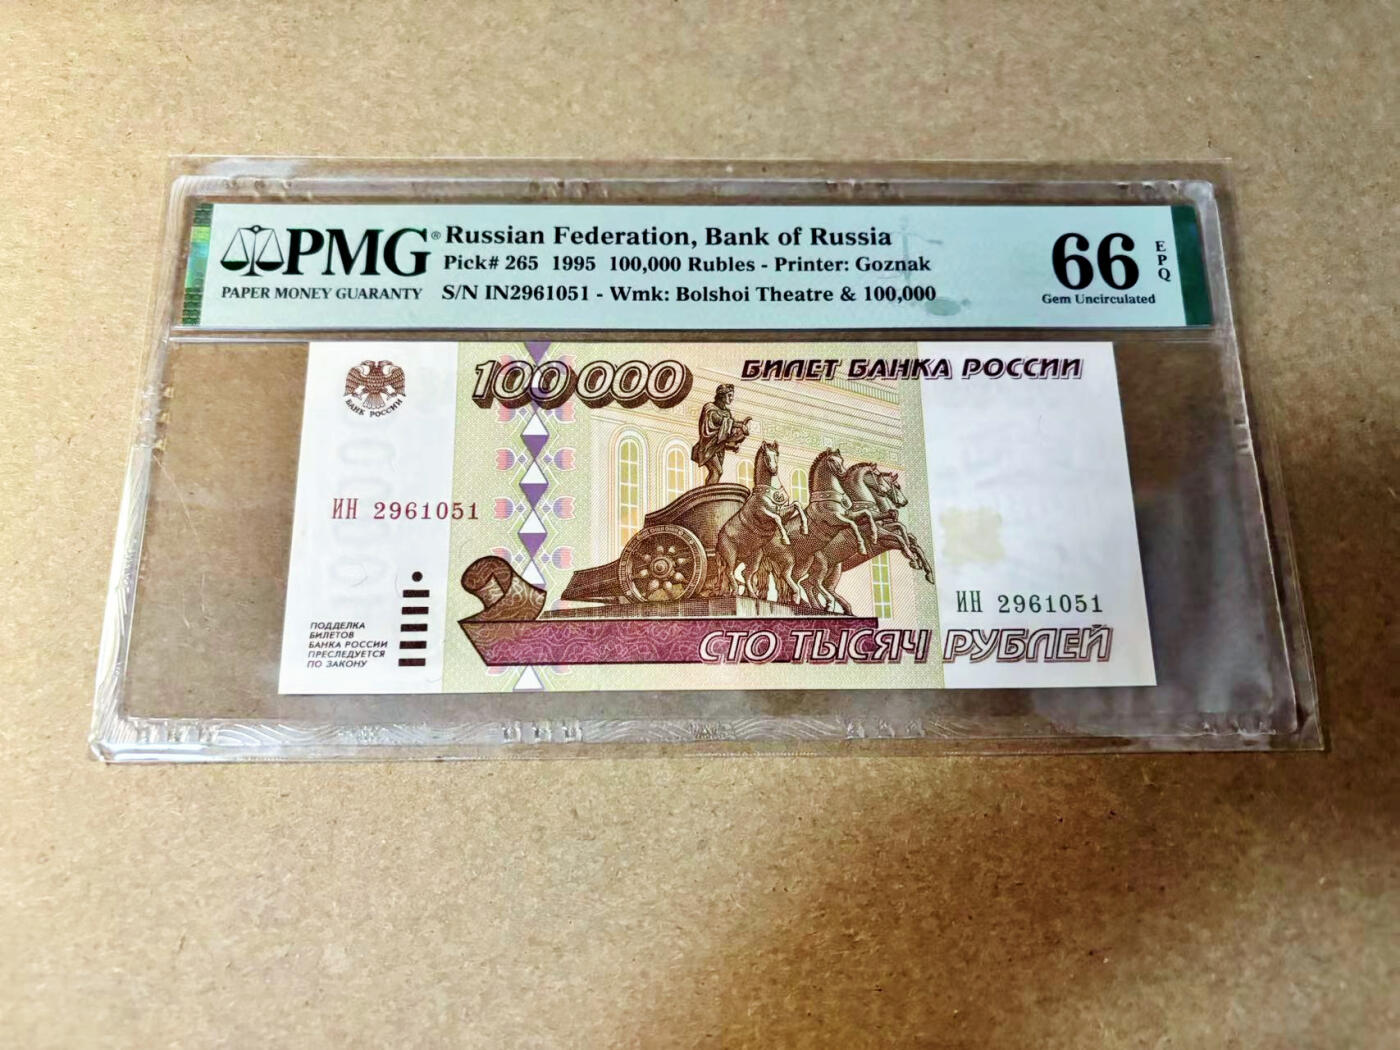 PMG®
PAPER MONEY GUARANTY
Russian Federation, Bank of Russia
Pick# 265 1995 100,000 Rubles - Printer: Goznak
S/N IN2961051 - Wmk: Bolshoi Theatre & 100,000
66
EPQ
Gem Uncirculated
БАНК РОССИИ
100000
БИЛЕТ БАНКА РОССИИ
ИН 2961051
ИН 2961051
ПОДДЕЛКА
БИЛЕТОВ
БАНКА РОССИИ
ПРЕСЛЕДУЕТСЯ
ПО ЗАКОНУ
СТО ТЫСЯЧ РУБЛЕЙ